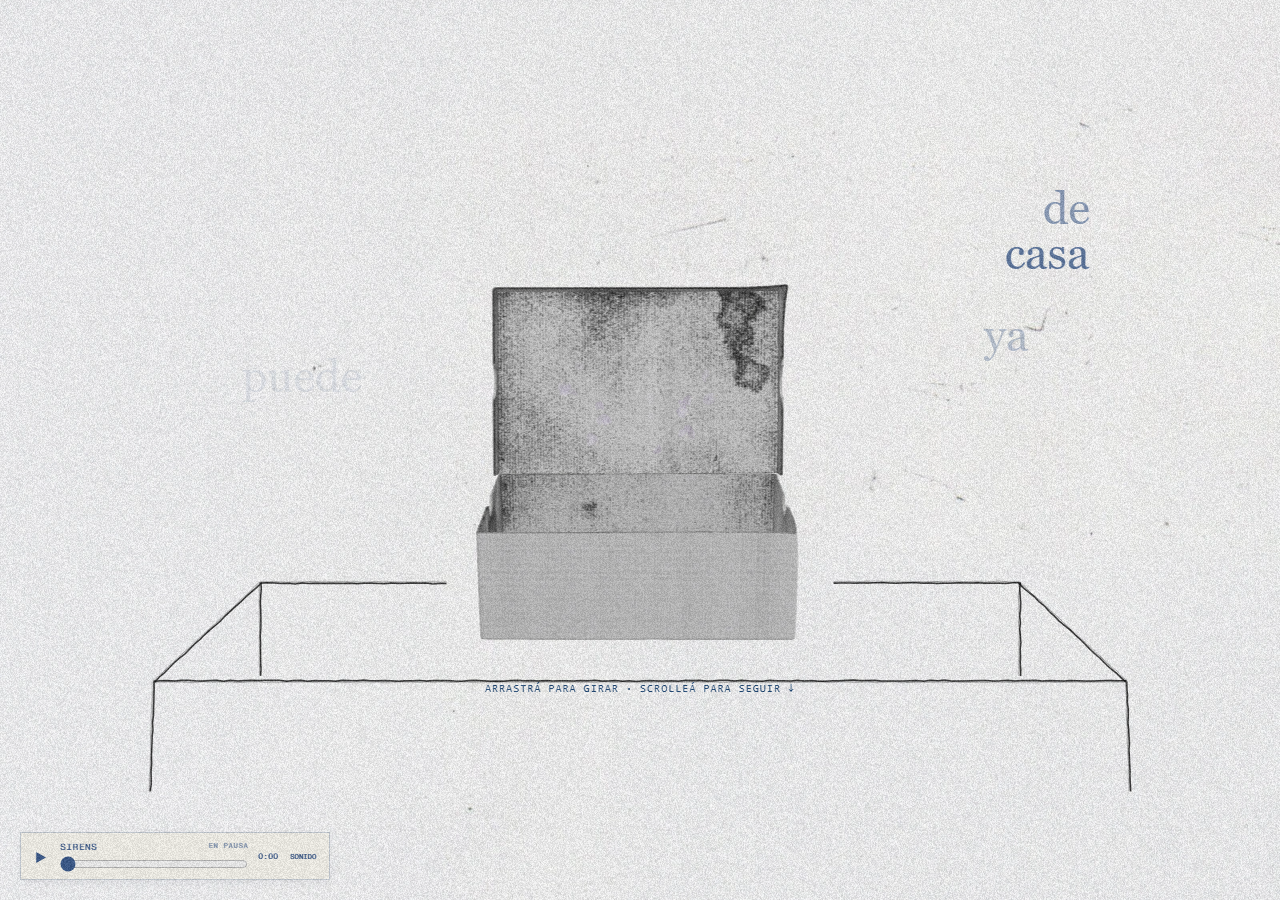 de
casa
ya
puede
ARRASTRÁ PARA GIRAR · SCROLLEÁ PARA SEGUIR ↓
SIRENS
EN PAUSA
0:00
SONIDO